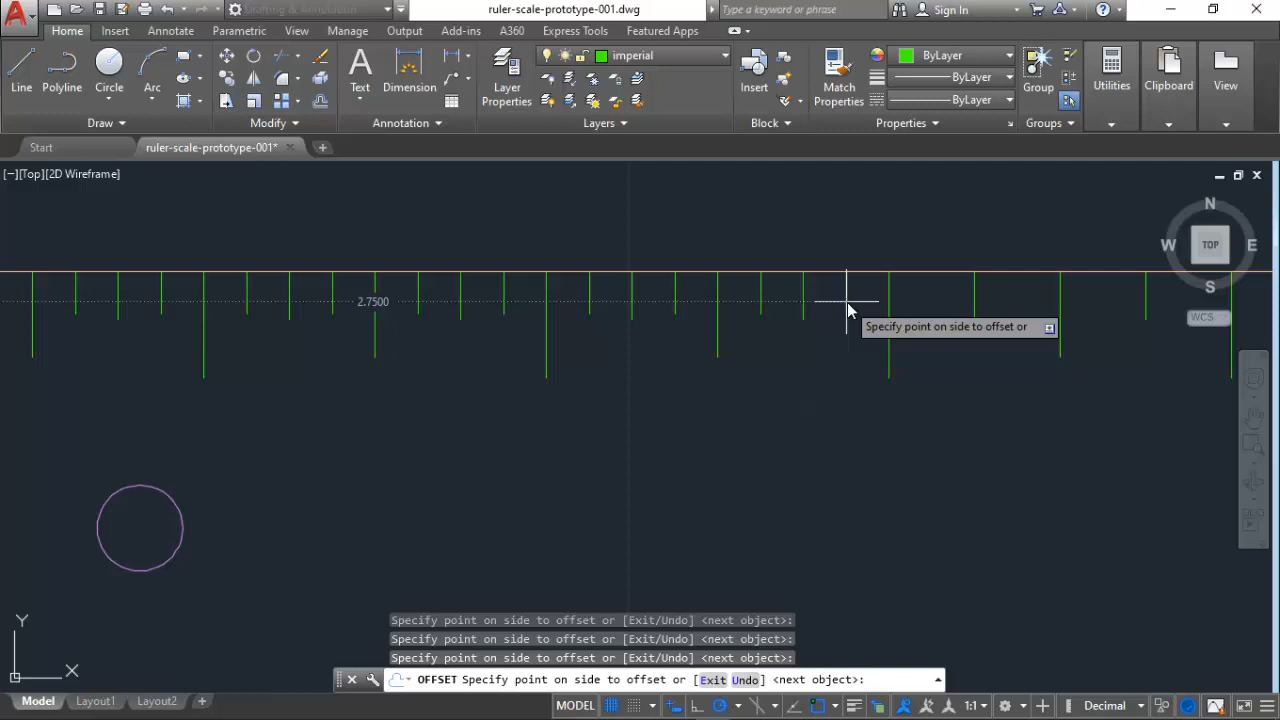 Drafting & Annotation
ruler-scale-prototype-001.dwg
Type a keyword or phrase
Sign In
Home Insert Annotate Parametric View Manage Output Add-ins A360 Express Tools Featured Apps
Line
Polyline
Circle
Arc
Draw
Modify
Text
Dimension
Annotation
Layer
Properties
imperial
Layers
Insert
Block
Match
Properties
ByLayer
ByLayer
ByLayer
Properties
Group
Groups
Utilities
Clipboard
View
Start
ruler-scale-prototype-001*
[−][Top][2D Wireframe]
N
W
TOP
E
S
WCS
2.7500
Specify point on side to offset or
Y
X
Specify point on side to offset or [Exit/Undo] <next object>:
Specify point on side to offset or [Exit/Undo] <next object>:
Specify point on side to offset or [Exit/Undo] <next object>:
OFFSET Specify point on side to offset or [Exit Undo] <next object>:
Model Layout1 Layout2
MODEL
1:1
Decimal